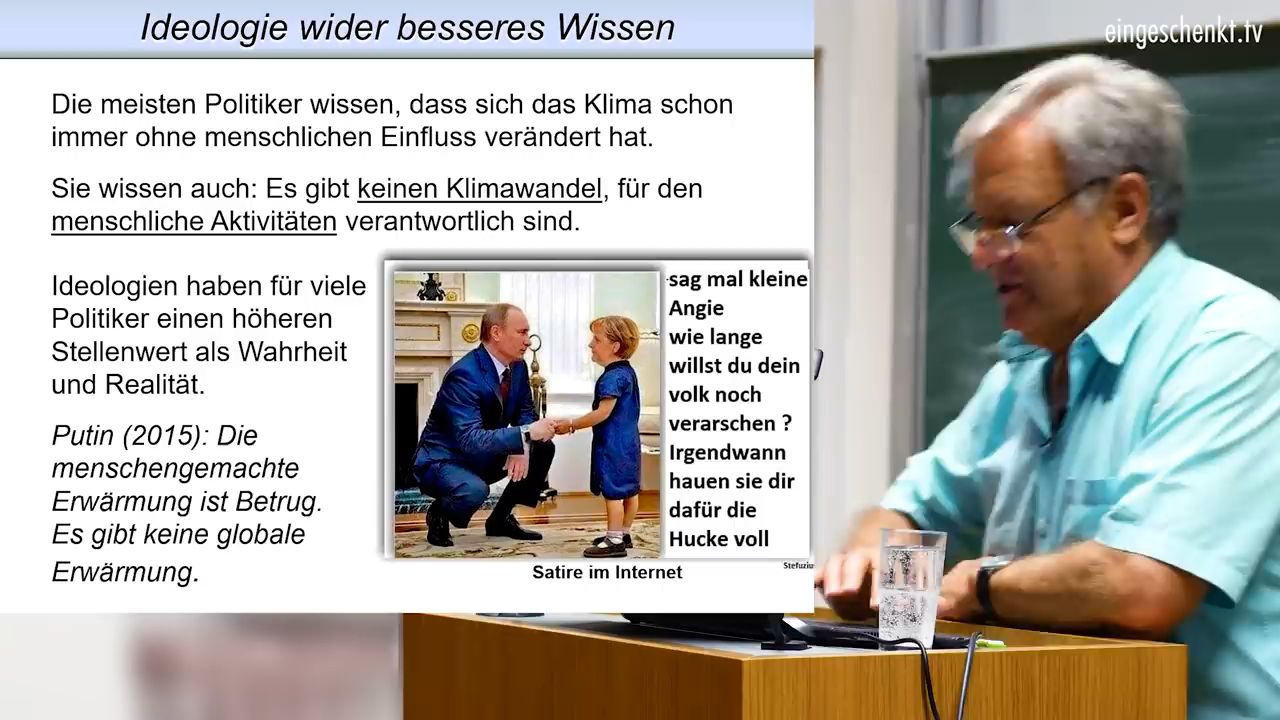 Ideologie wider besseres Wissen
eingeschenkt.tv
Die meisten Politiker wissen, dass sich das Klima schon
immer ohne menschlichen Einfluss verändert hat.
Sie wissen auch: Es gibt keinen Klimawandel, für den
menschliche Aktivitäten verantwortlich sind.
Ideologien haben für viele
Politiker einen höheren
Stellenwert als Wahrheit
und Realität.
Putin (2015): Die
menschengemachte
Erwärmung ist Betrug.
Es gibt keine globale
Erwärmung.
sag mal kleine
Angie
wie lange
willst du dein
volk noch
verarschen ?
Irgendwann
hauen sie dir
dafür die
Hucke voll
Satire im Internet